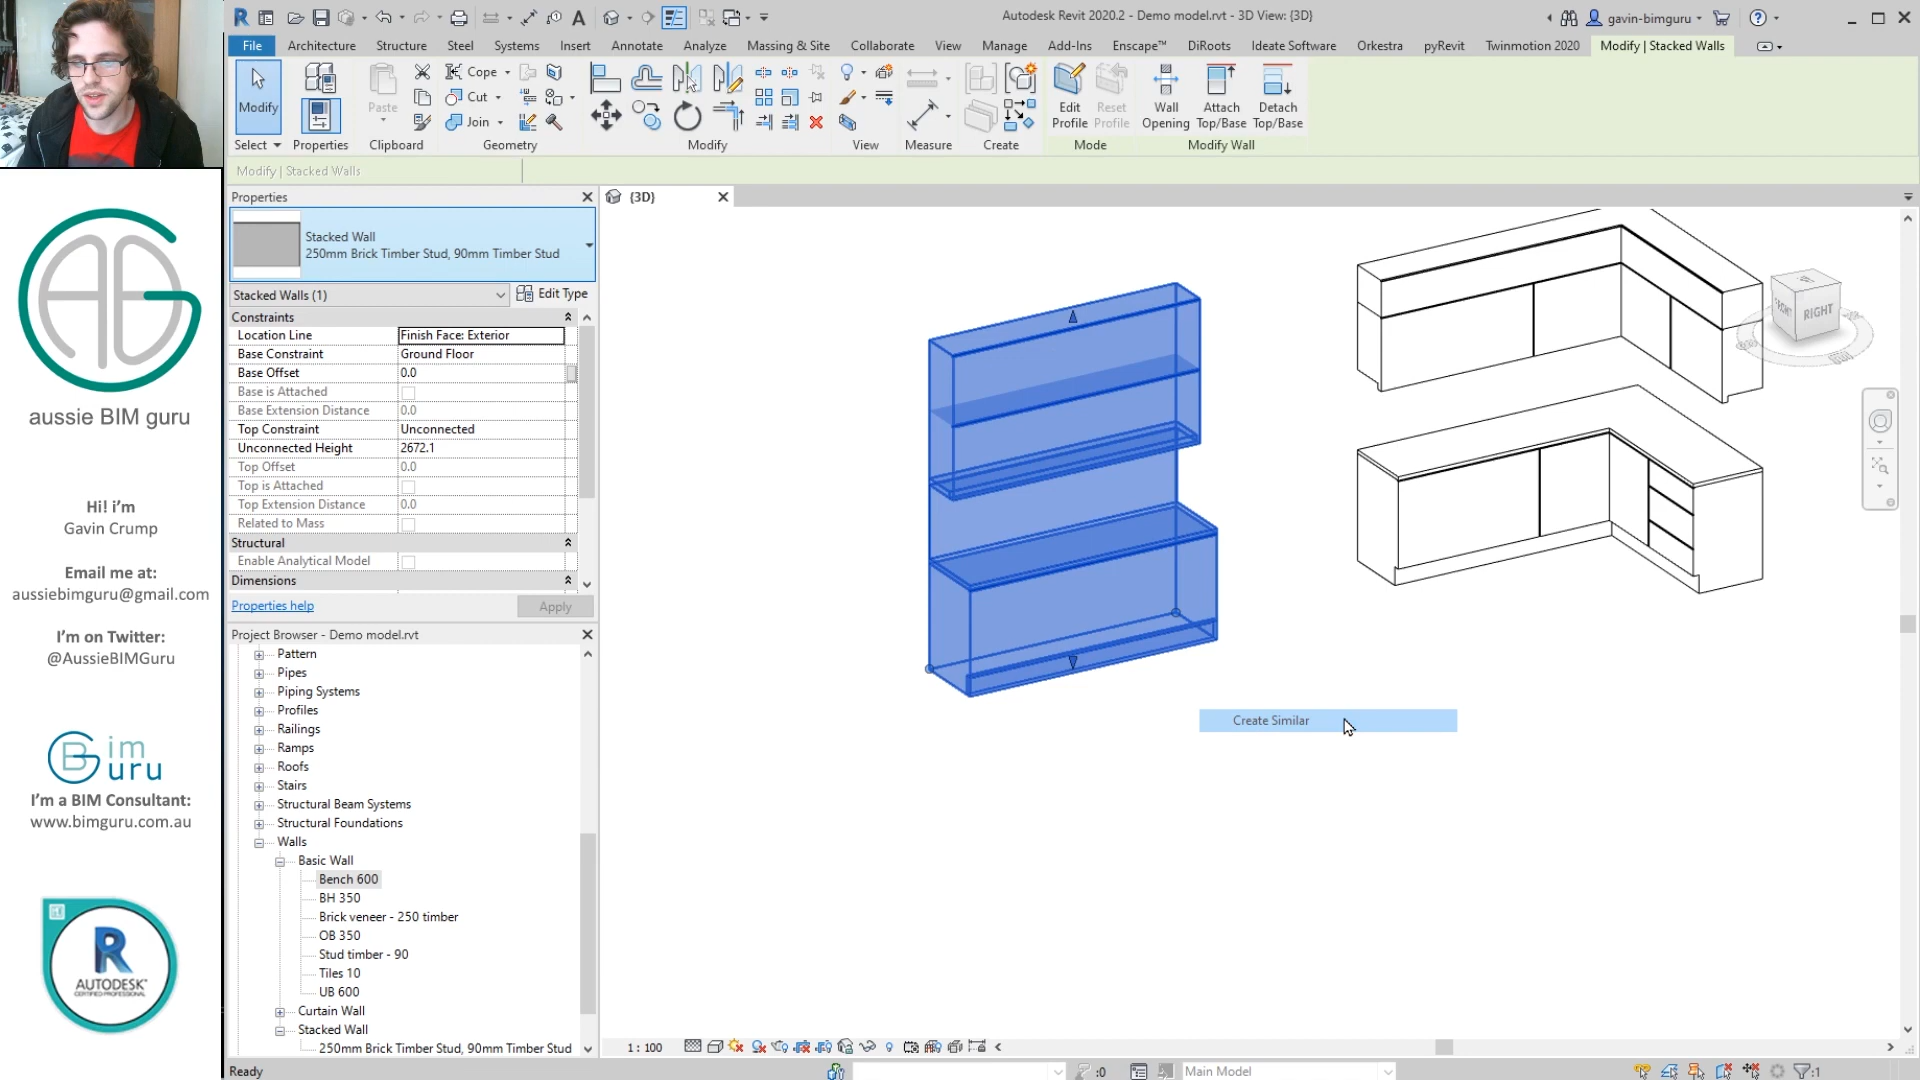 Autodesk Revit 2020.2 - Demo model.rvt - 3D View: {3D}
gavin-bimguru
File Architecture Structure Steel Systems Insert Annotate Analyze Massing & Site Collaborate View Manage Add-Ins Enscape™ DiRoots Ideate Software Orkestra pyRevit Twinmotion 2020 Modify | Stacked Walls
Modify
Paste
Cope
Cut
Join
Edit Profile
Reset Profile
Wall Opening
Attach Top/Base
Detach Top/Base
Select Properties Clipboard Geometry Modify View Measure Create Mode Modify Wall
Modify | Stacked Walls
Properties
{3D}
Stacked Wall
250mm Brick Timber Stud, 90mm Timber Stud
Stacked Walls (1)
Edit Type
Constraints
Location Line Finish Face: Exterior
Base Constraint Ground Floor
Base Offset 0.0
Base is Attached
Base Extension Distance 0.0
Top Constraint Unconnected
Unconnected Height 2672.1
Top Offset 0.0
Top is Attached
Top Extension Distance 0.0
Related to Mass
Structural
Enable Analytical Model
Dimensions
Properties help
Apply
Project Browser - Demo model.rvt
Pattern
Pipes
Piping Systems
Profiles
Railings
Ramps
Roofs
Stairs
Structural Beam Systems
Structural Foundations
Walls
Basic Wall
Bench 600
BH 350
Brick veneer - 250 timber
OB 350
Stud timber - 90
Tiles 10
UB 600
Curtain Wall
Stacked Wall
250mm Brick Timber Stud, 90mm Timber Stud
Create Similar
FRONT
RIGHT
1 : 100
Ready
:0
Main Model
:1
aussie BIM guru
Hi! i'm
Gavin Crump
Email me at:
aussiebimguru@gmail.com
I'm on Twitter:
@AussieBIMGuru
Bim
Guru
I'm a BIM Consultant:
www.bimguru.com.au
R
AUTODESK
CERTIFIED PROFESSIONAL